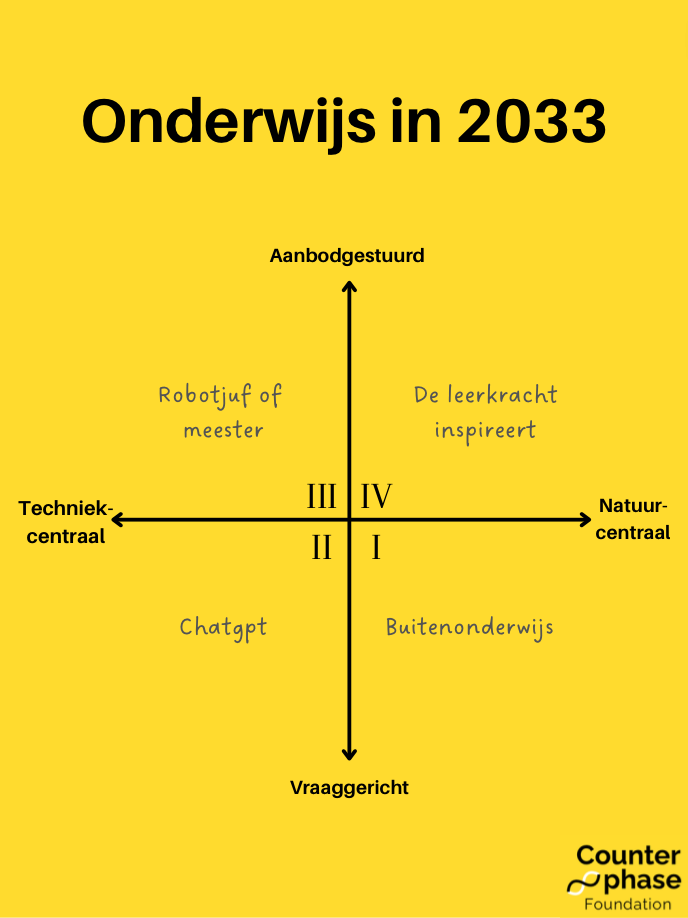 Onderwijs in 2033
Aanbodgestuurd
Robotjuf of
meester
De leerkracht
inspireert
III
IV
Techniek-
centraal
Natuur-
centraal
II
I
Chatgpt
Buitenonderwijs
Vraaggericht
Counter
phase
Foundation